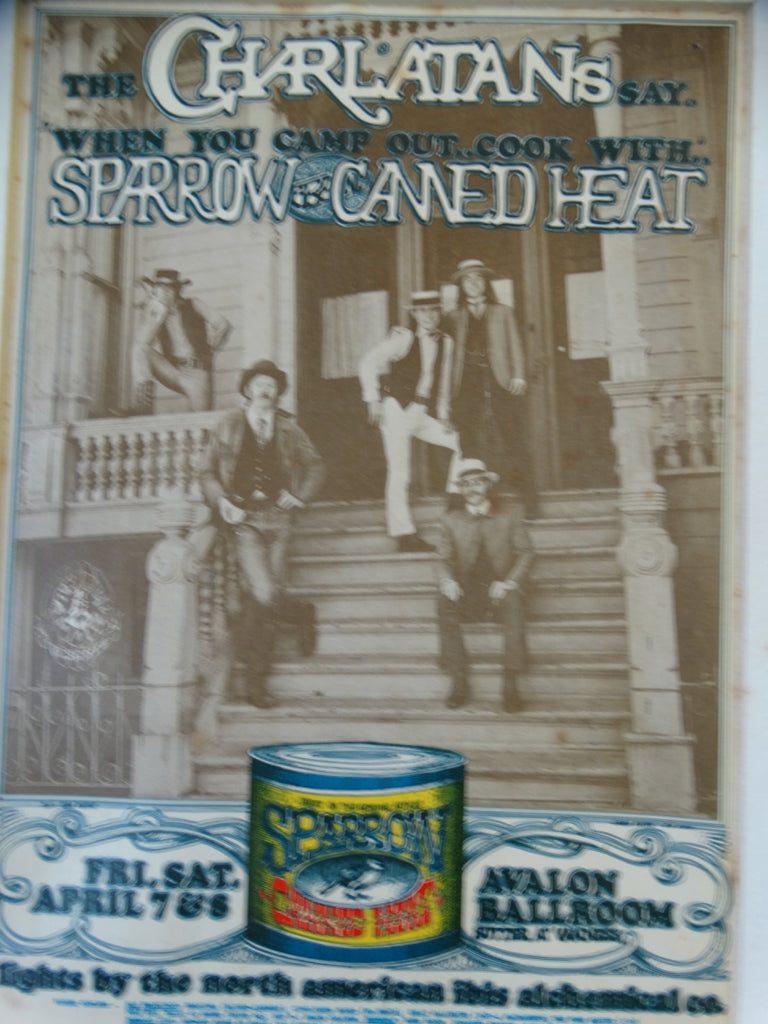 THE CHARLATANS SAY.
"WHEN YOU CAMP OUT...COOK WITH...
SPARROW CANNED HEAT
SPARROW
FRI. SAT.
APRIL 7 & 8
AVALON
BALLROOM
SUTTER AT VAN NESS
lights by the north american ibis alchemical co.